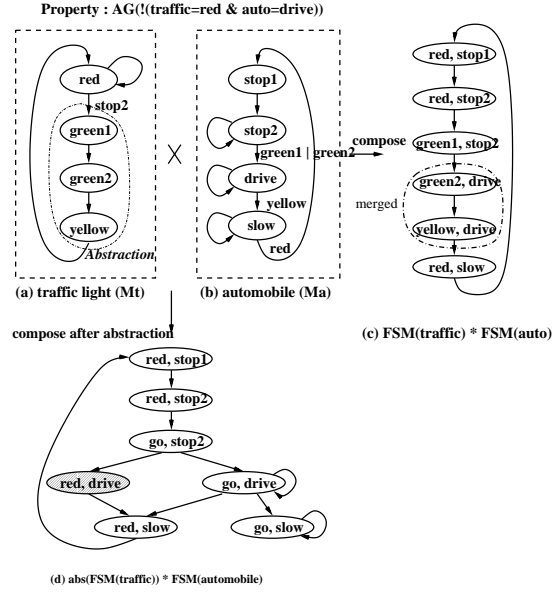 Property : AG(!(traffic=red & auto=drive))
red
stop2
green1
green2
yellow
Abstraction
(a) traffic light (Mt)
stop1
stop2
green1 | green2
drive
yellow
slow
red
(b) automobile (Ma)
compose
red, stop1
red, stop2
green1, stop2
green2, drive
merged
yellow, drive
red, slow
(c) FSM(traffic) * FSM(auto)
compose after abstraction
red, stop1
red, stop2
go, stop2
red, drive
go, drive
red, slow
go, slow
(d) abs(FSM(traffic)) * FSM(automobile)